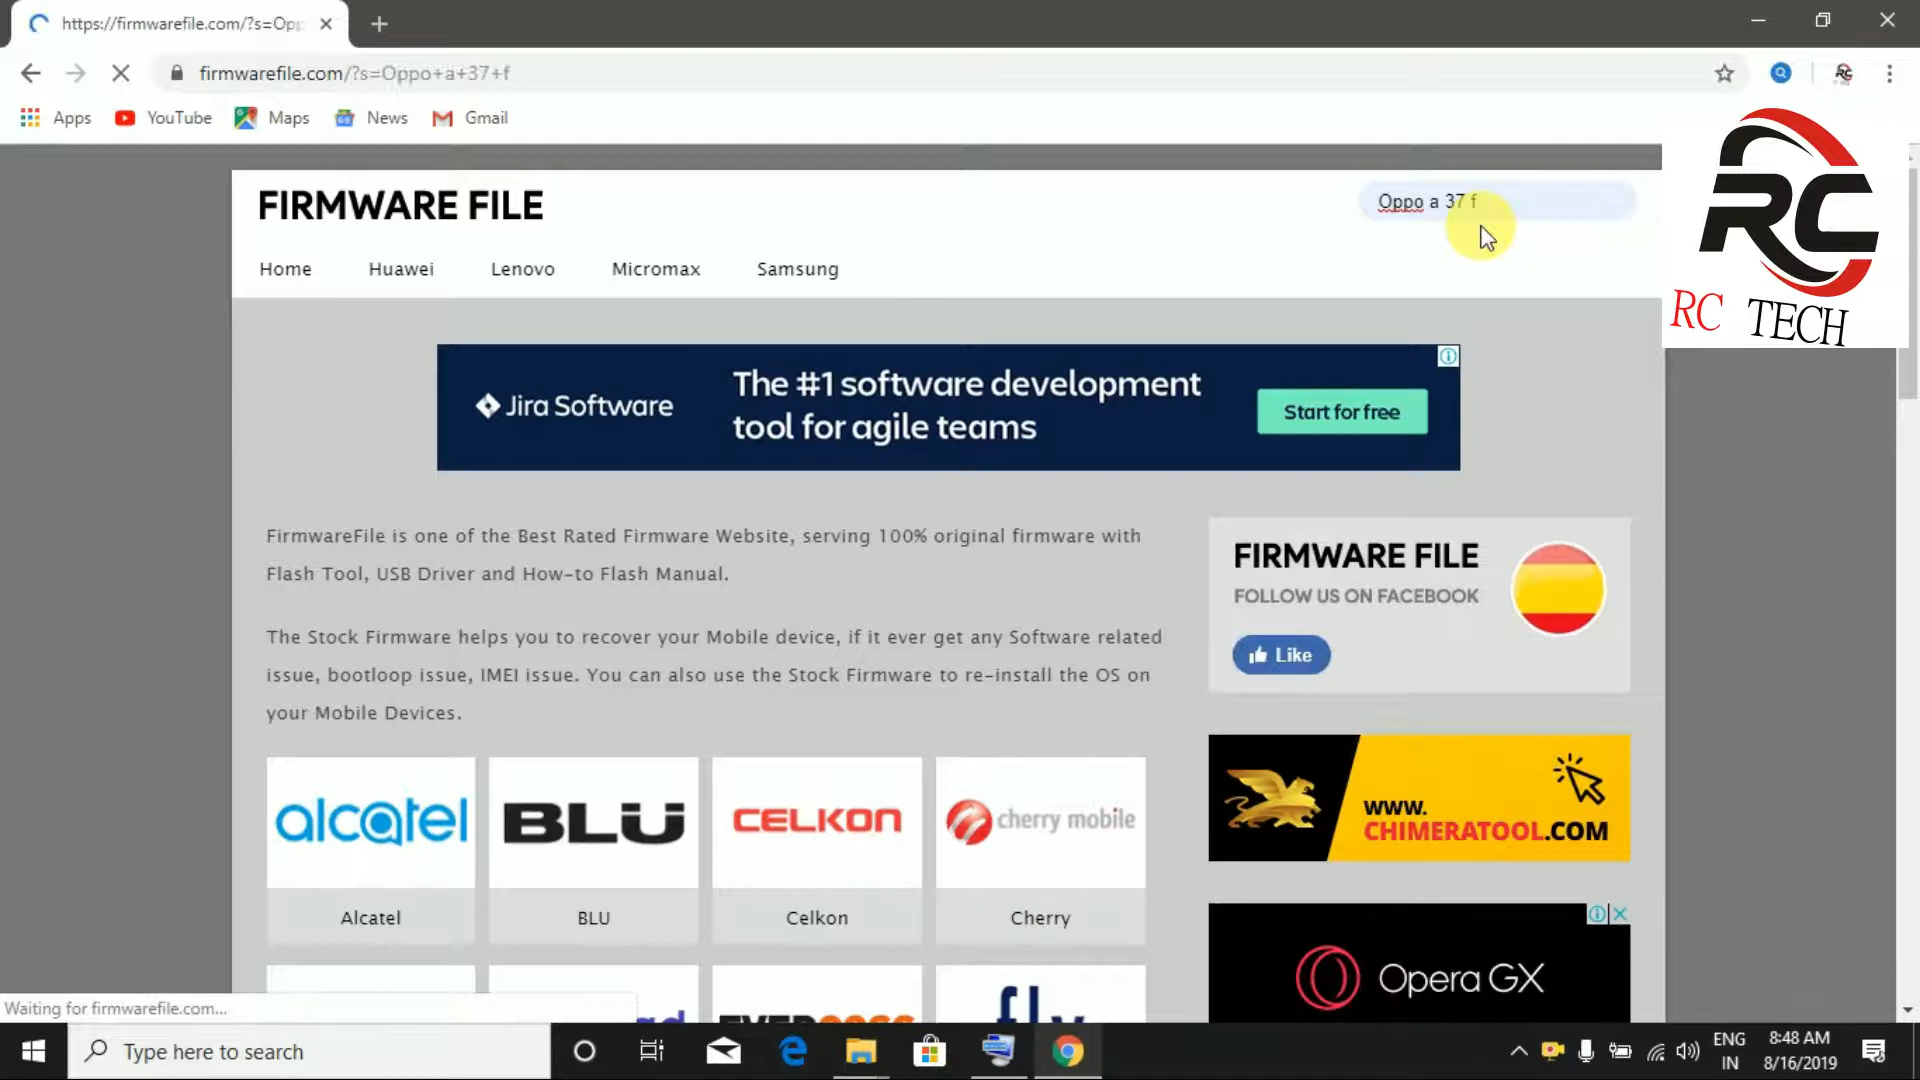 https://firmwarefile.com/?s=Opp
firmwarefile.com/?s=Oppo+a+37+f
RC
Apps
YouTube
Maps
News
Gmail
RC
RC TECH
FIRMWARE FILE
Oppo a 37 f
Home
Huawei
Lenovo
Micromax
Samsung
Jira Software
The #1 software development
tool for agile teams
Start for free
FirmwareFile is one of the Best Rated Firmware Website, serving 100% original firmware with
Flash Tool, USB Driver and How-to Flash Manual.
The Stock Firmware helps you to recover your Mobile device, if it ever get any Software related
issue, bootloop issue, IMEI issue. You can also use the Stock Firmware to re-install the OS on
your Mobile Devices.
FIRMWARE FILE
FOLLOW US ON FACEBOOK
Like
alcatel
BLU
CELKON
cherry mobile
Alcatel
BLU
Celkon
Cherry
WWW.
CHIMERATOOL.COM
Opera GX
fly
Waiting for firmwarefile.com...
Type here to search
ENG
IN
8:48 AM
8/16/2019